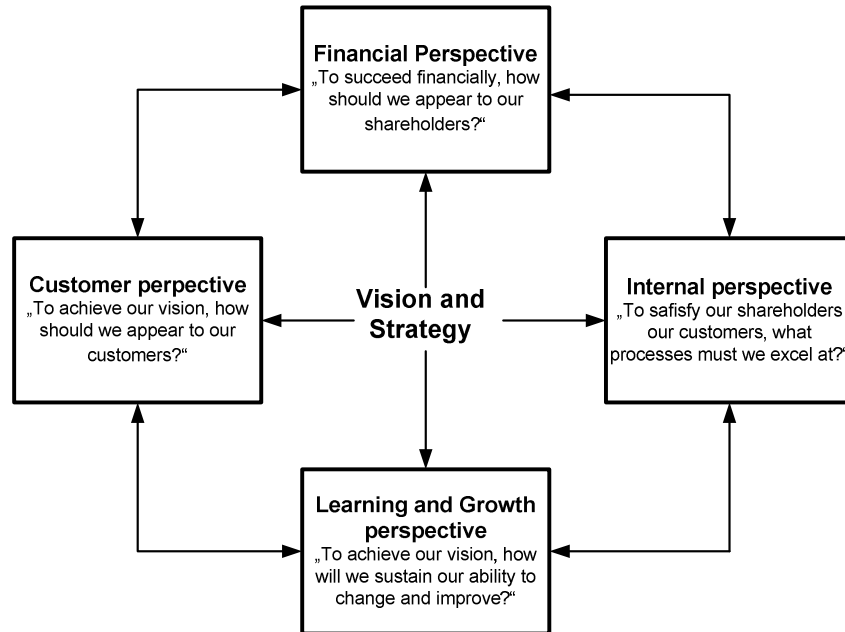 Financial Perspective
„To succeed financially, how
should we appear to our
shareholders?“
Customer perpective
„To achieve our vision, how
should we appear to our
customers?“
Vision and
Strategy
Internal perspective
„To safisfy our shareholders
our customers, what
processes must we excel at?“
Learning and Growth
perspective
„To achieve our vision, how
will we sustain our ability to
change and improve?“